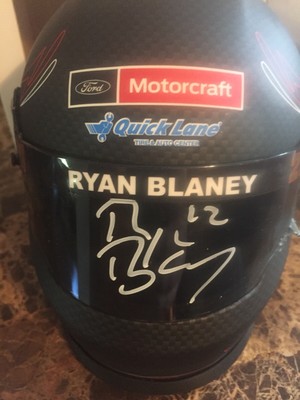 Ford Motorcraft
Quick Lane
TIRE & AUTO CENTER
RYAN BLANEY
12